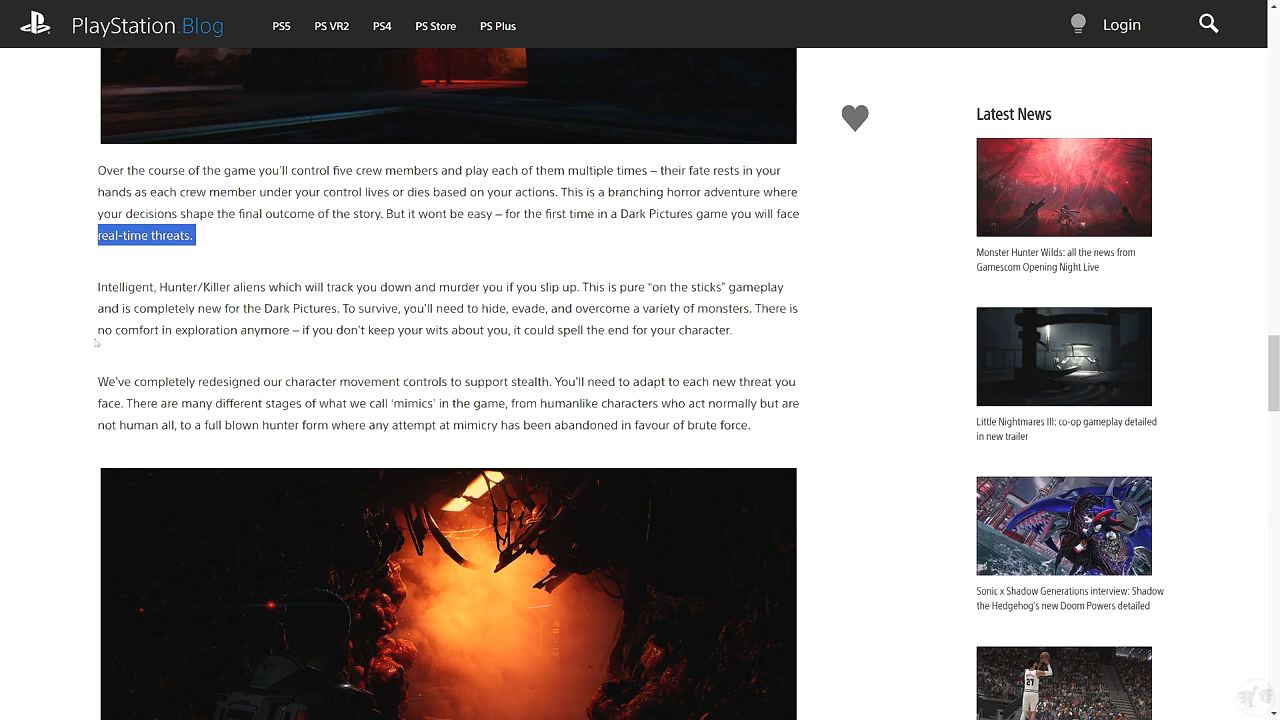 PlayStation.Blog
PS5
PS VR2
PS4
PS Store
PS Plus
Login
Over the course of the game you'll control five crew members and play each of them multiple times – their fate rests in your
hands as each crew member under your control lives or dies based on your actions. This is a branching horror adventure where
your decisions shape the final outcome of the story. But it wont be easy – for the first time in a Dark Pictures game you will face
real-time threats.
Intelligent, Hunter/Killer aliens which will track you down and murder you if you slip up. This is pure “on the sticks” gameplay
and is completely new for the Dark Pictures. To survive, you'll need to hide, evade, and overcome a variety of monsters. There is
no comfort in exploration anymore – if you don't keep your wits about you, it could spell the end for your character.
We've completely redesigned our character movement controls to support stealth. You'll need to adapt to each new threat you
face. There are many different stages of what we call ‘mimics’ in the game, from humanlike characters who act normally but are
not human all, to a full blown hunter form where any attempt at mimicry has been abandoned in favour of brute force.
Latest News
Monster Hunter Wilds: all the news from
Gamescom Opening Night Live
Little Nightmares III: co-op gameplay detailed
in new trailer
Sonic x Shadow Generations interview: Shadow
the Hedgehog's new Doom Powers detailed
27